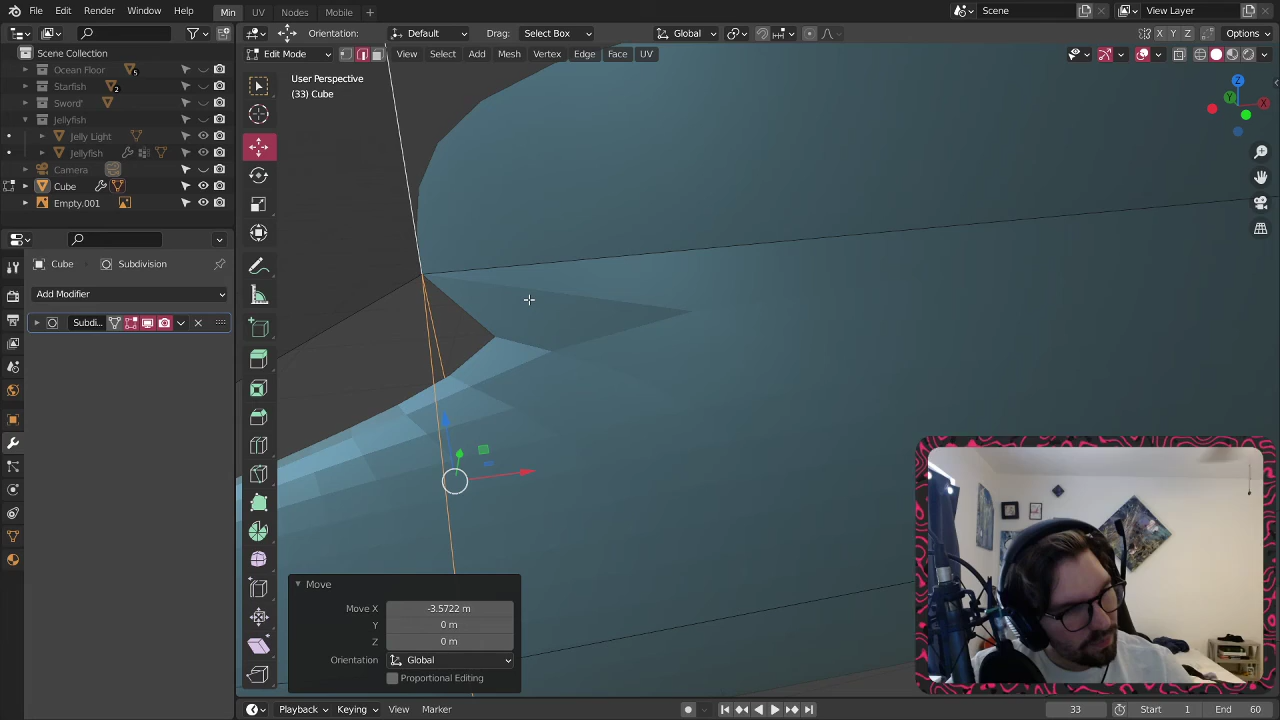 File Edit Render Window Help Min UV Nodes Mobile + Scene View Layer
Orientation: Default Drag: Select Box Global Options
Edit Mode View Select Add Mesh Vertex Edge Face UV
Scene Collection
Ocean Floor 5
Starfish 2
Sword'
Jellyfish
Jelly Light
Jellyfish
Camera
Cube
Empty.001
User Perspective
(33) Cube
Z
Y
X
X Y Z
Cube Subdivision
Add Modifier
Subdi...
Move
Move X -3.5722 m
Y 0 m
Z 0 m
Orientation Global
Proportional Editing
Playback Keying View Marker 33 Start 1 End 60